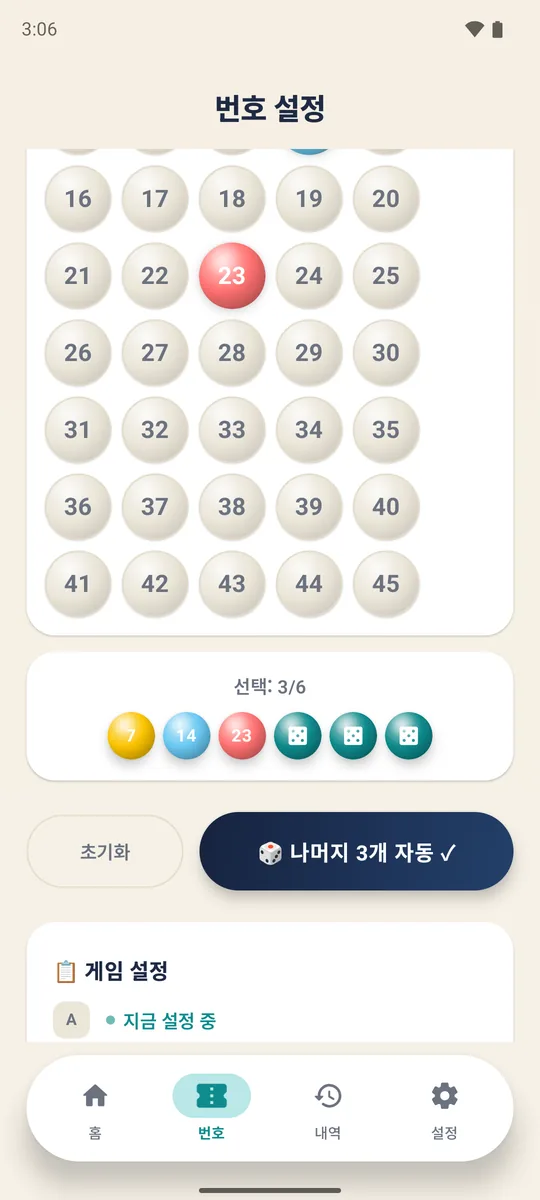 3:06
번호 설정
16 17 18 19 20
21 22 23 24 25
26 27 28 29 30
31 32 33 34 35
36 37 38 39 40
41 42 43 44 45
선택: 3/6
7 14 23
초기화
🎲 나머지 3개 자동 ✓
📋 게임 설정
A 지금 설정 중
홈 번호 내역 설정